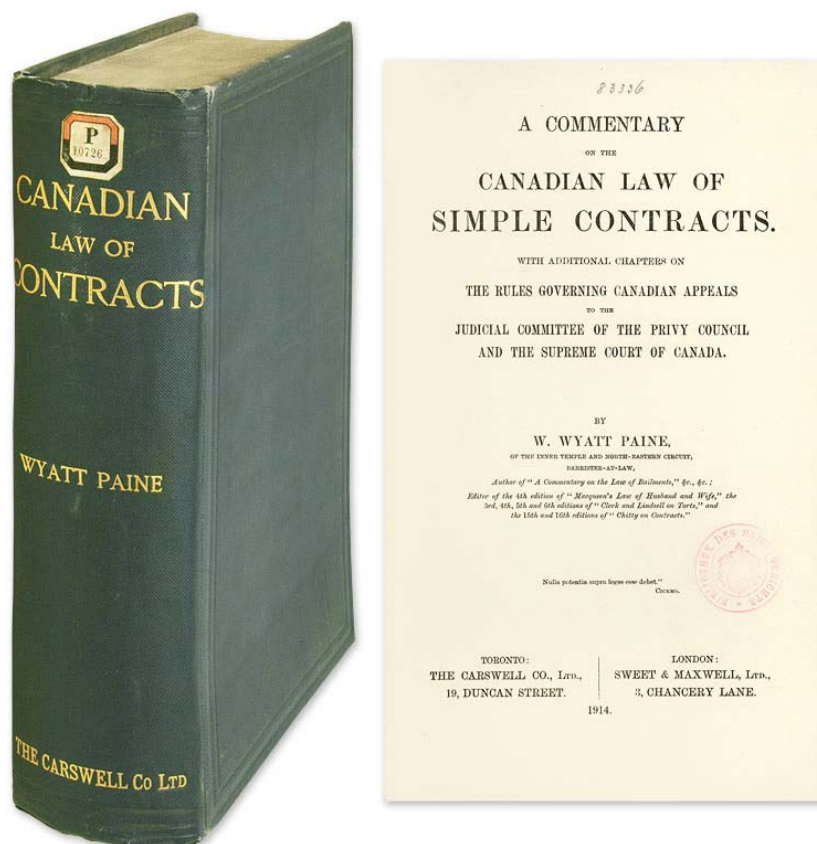 P
10726
CANADIAN
LAW OF
CONTRACTS
WYATT PAINE
THE CARSWELL CO LTD
83336
A COMMENTARY
ON THE
CANADIAN LAW OF
SIMPLE CONTRACTS.
WITH ADDITIONAL CHAPTERS ON
THE RULES GOVERNING CANADIAN APPEALS
TO THE
JUDICIAL COMMITTEE OF THE PRIVY COUNCIL
AND THE SUPREME COURT OF CANADA.
BY
W. WYATT PAINE,
OF THE INNER TEMPLE AND NORTH-EASTERN CIRCUIT,
BARRISTER-AT-LAW,
Author of "A Commentary on the Law of Bailments," &c., &c.;
Editor of the 4th edition of "Macqueen's Law of Husband and Wife," the
3rd, 4th, 5th and 6th editions of "Clerk and Lindsell on Torts," and
the 15th and 16th editions of "Chitty on Contracts."
Nulla potentia supra leges esse debet."
CICERO.
BIBLIOTHEK DES
TORONTO:
THE CARSWELL CO., LTD.,
19, DUNCAN STREET.
LONDON:
SWEET & MAXWELL, LTD.,
3, CHANCERY LANE.
1914.